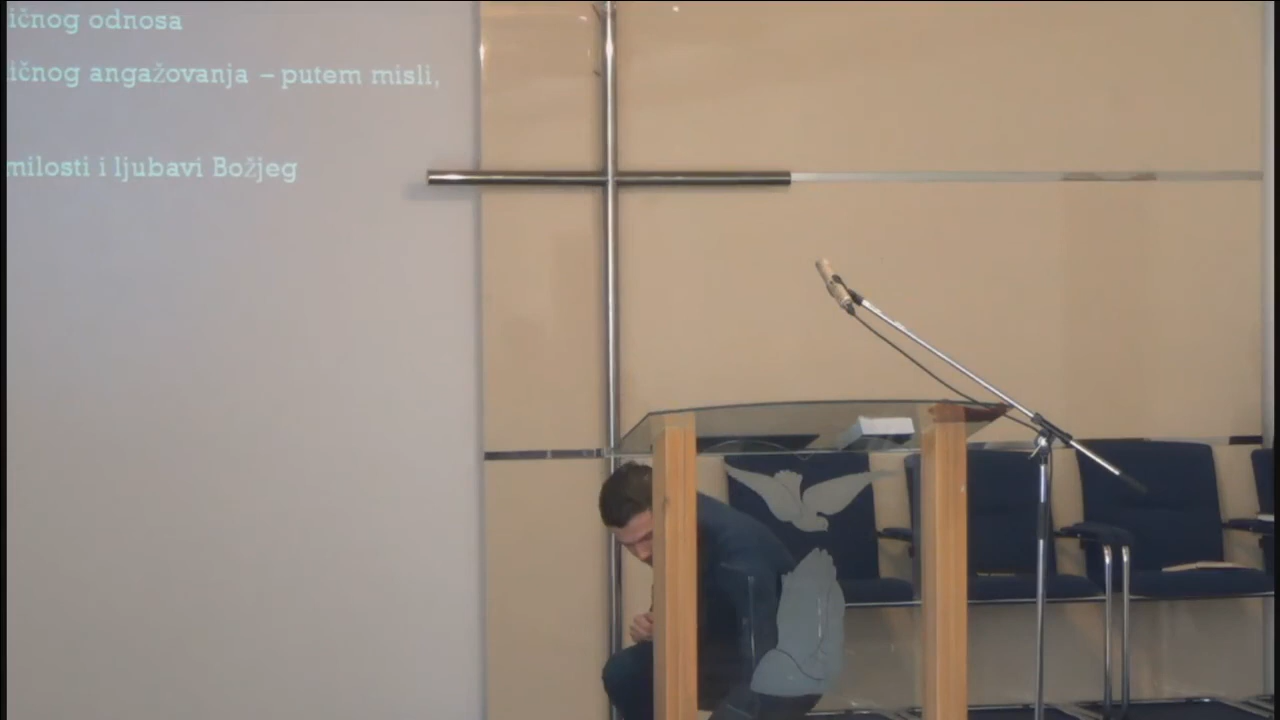 ičnog odnosa
ičnog angažovanja – putem misli,
milosti i ljubavi Božjeg